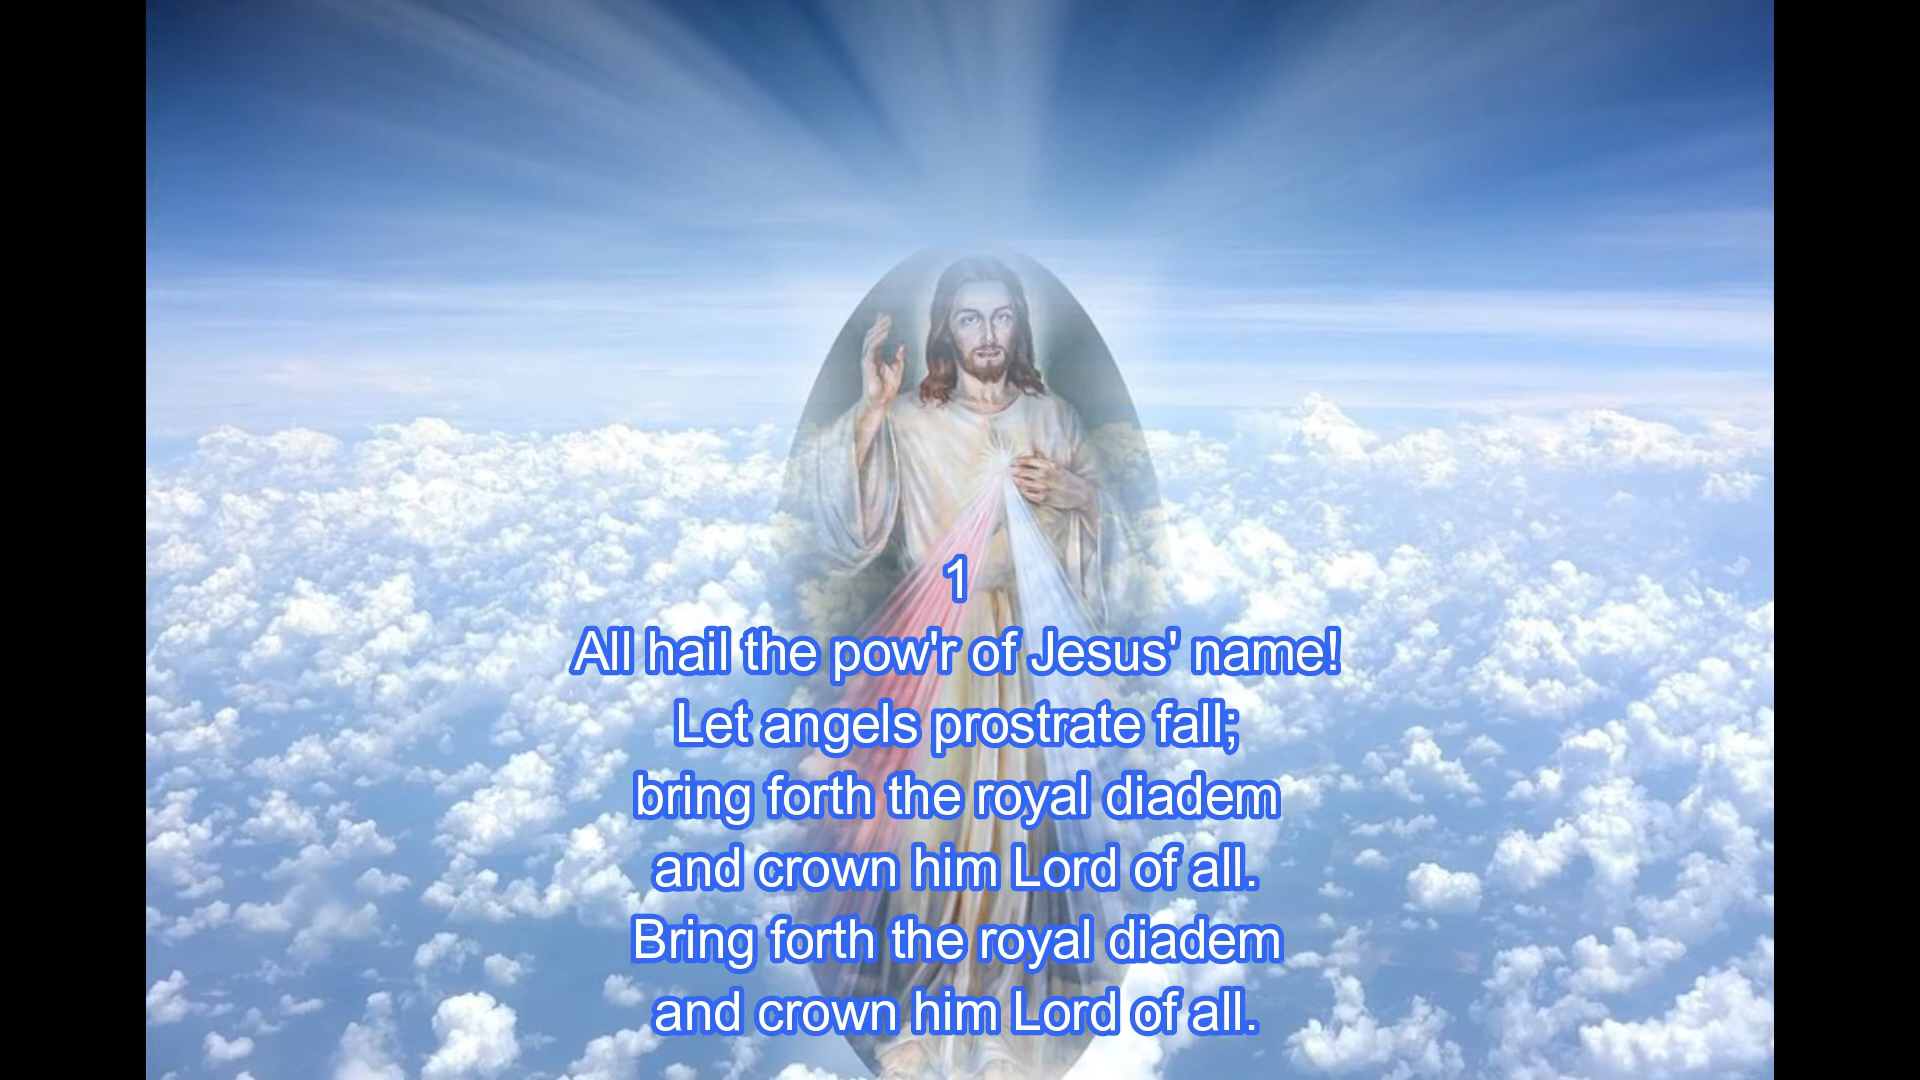 1
All hail the pow'r of Jesus' name!
Let angels prostrate fall;
bring forth the royal diadem
and crown him Lord of all.
Bring forth the royal diadem
and crown him Lord of all.